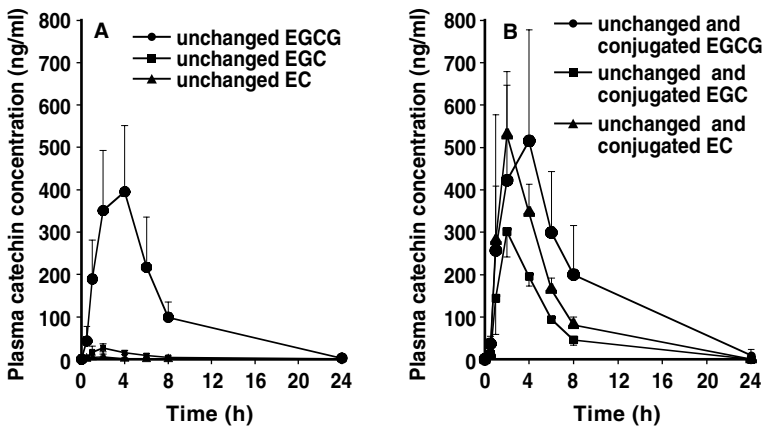 A
unchanged EGCG
unchanged EGC
unchanged EC
Plasma catechin concentration (ng/ml)
800
700
600
500
400
300
200
100
0
0 4 8 12 16 20 24
Time (h)
B
unchanged and
conjugated EGCG
unchanged and
conjugated EGC
unchanged and
conjugated EC
Plasma catechin concentration (ng/ml)
800
700
600
500
400
300
200
100
0
0 4 8 12 16 20 24
Time (h)